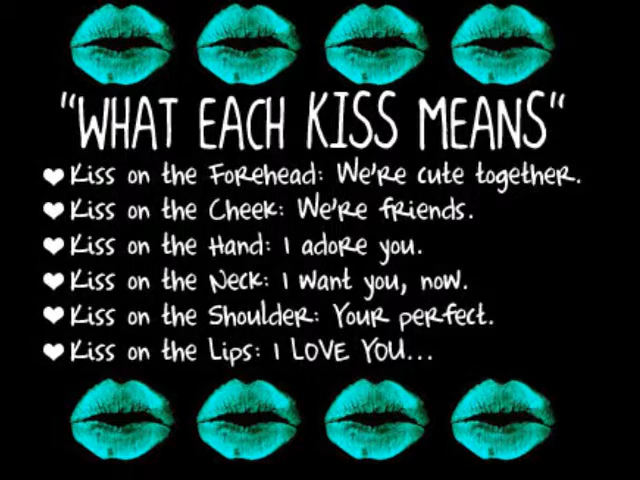 "WHAT EACH KISS MEANS"
❤Kiss on the Forehead: We're cute together.
❤Kiss on the Cheek: We're friends.
❤Kiss on the Hand: I adore you.
❤Kiss on the Neck: I want you, now.
❤Kiss on the Shoulder: Your perfect.
❤Kiss on the Lips: I LOVE YOU...